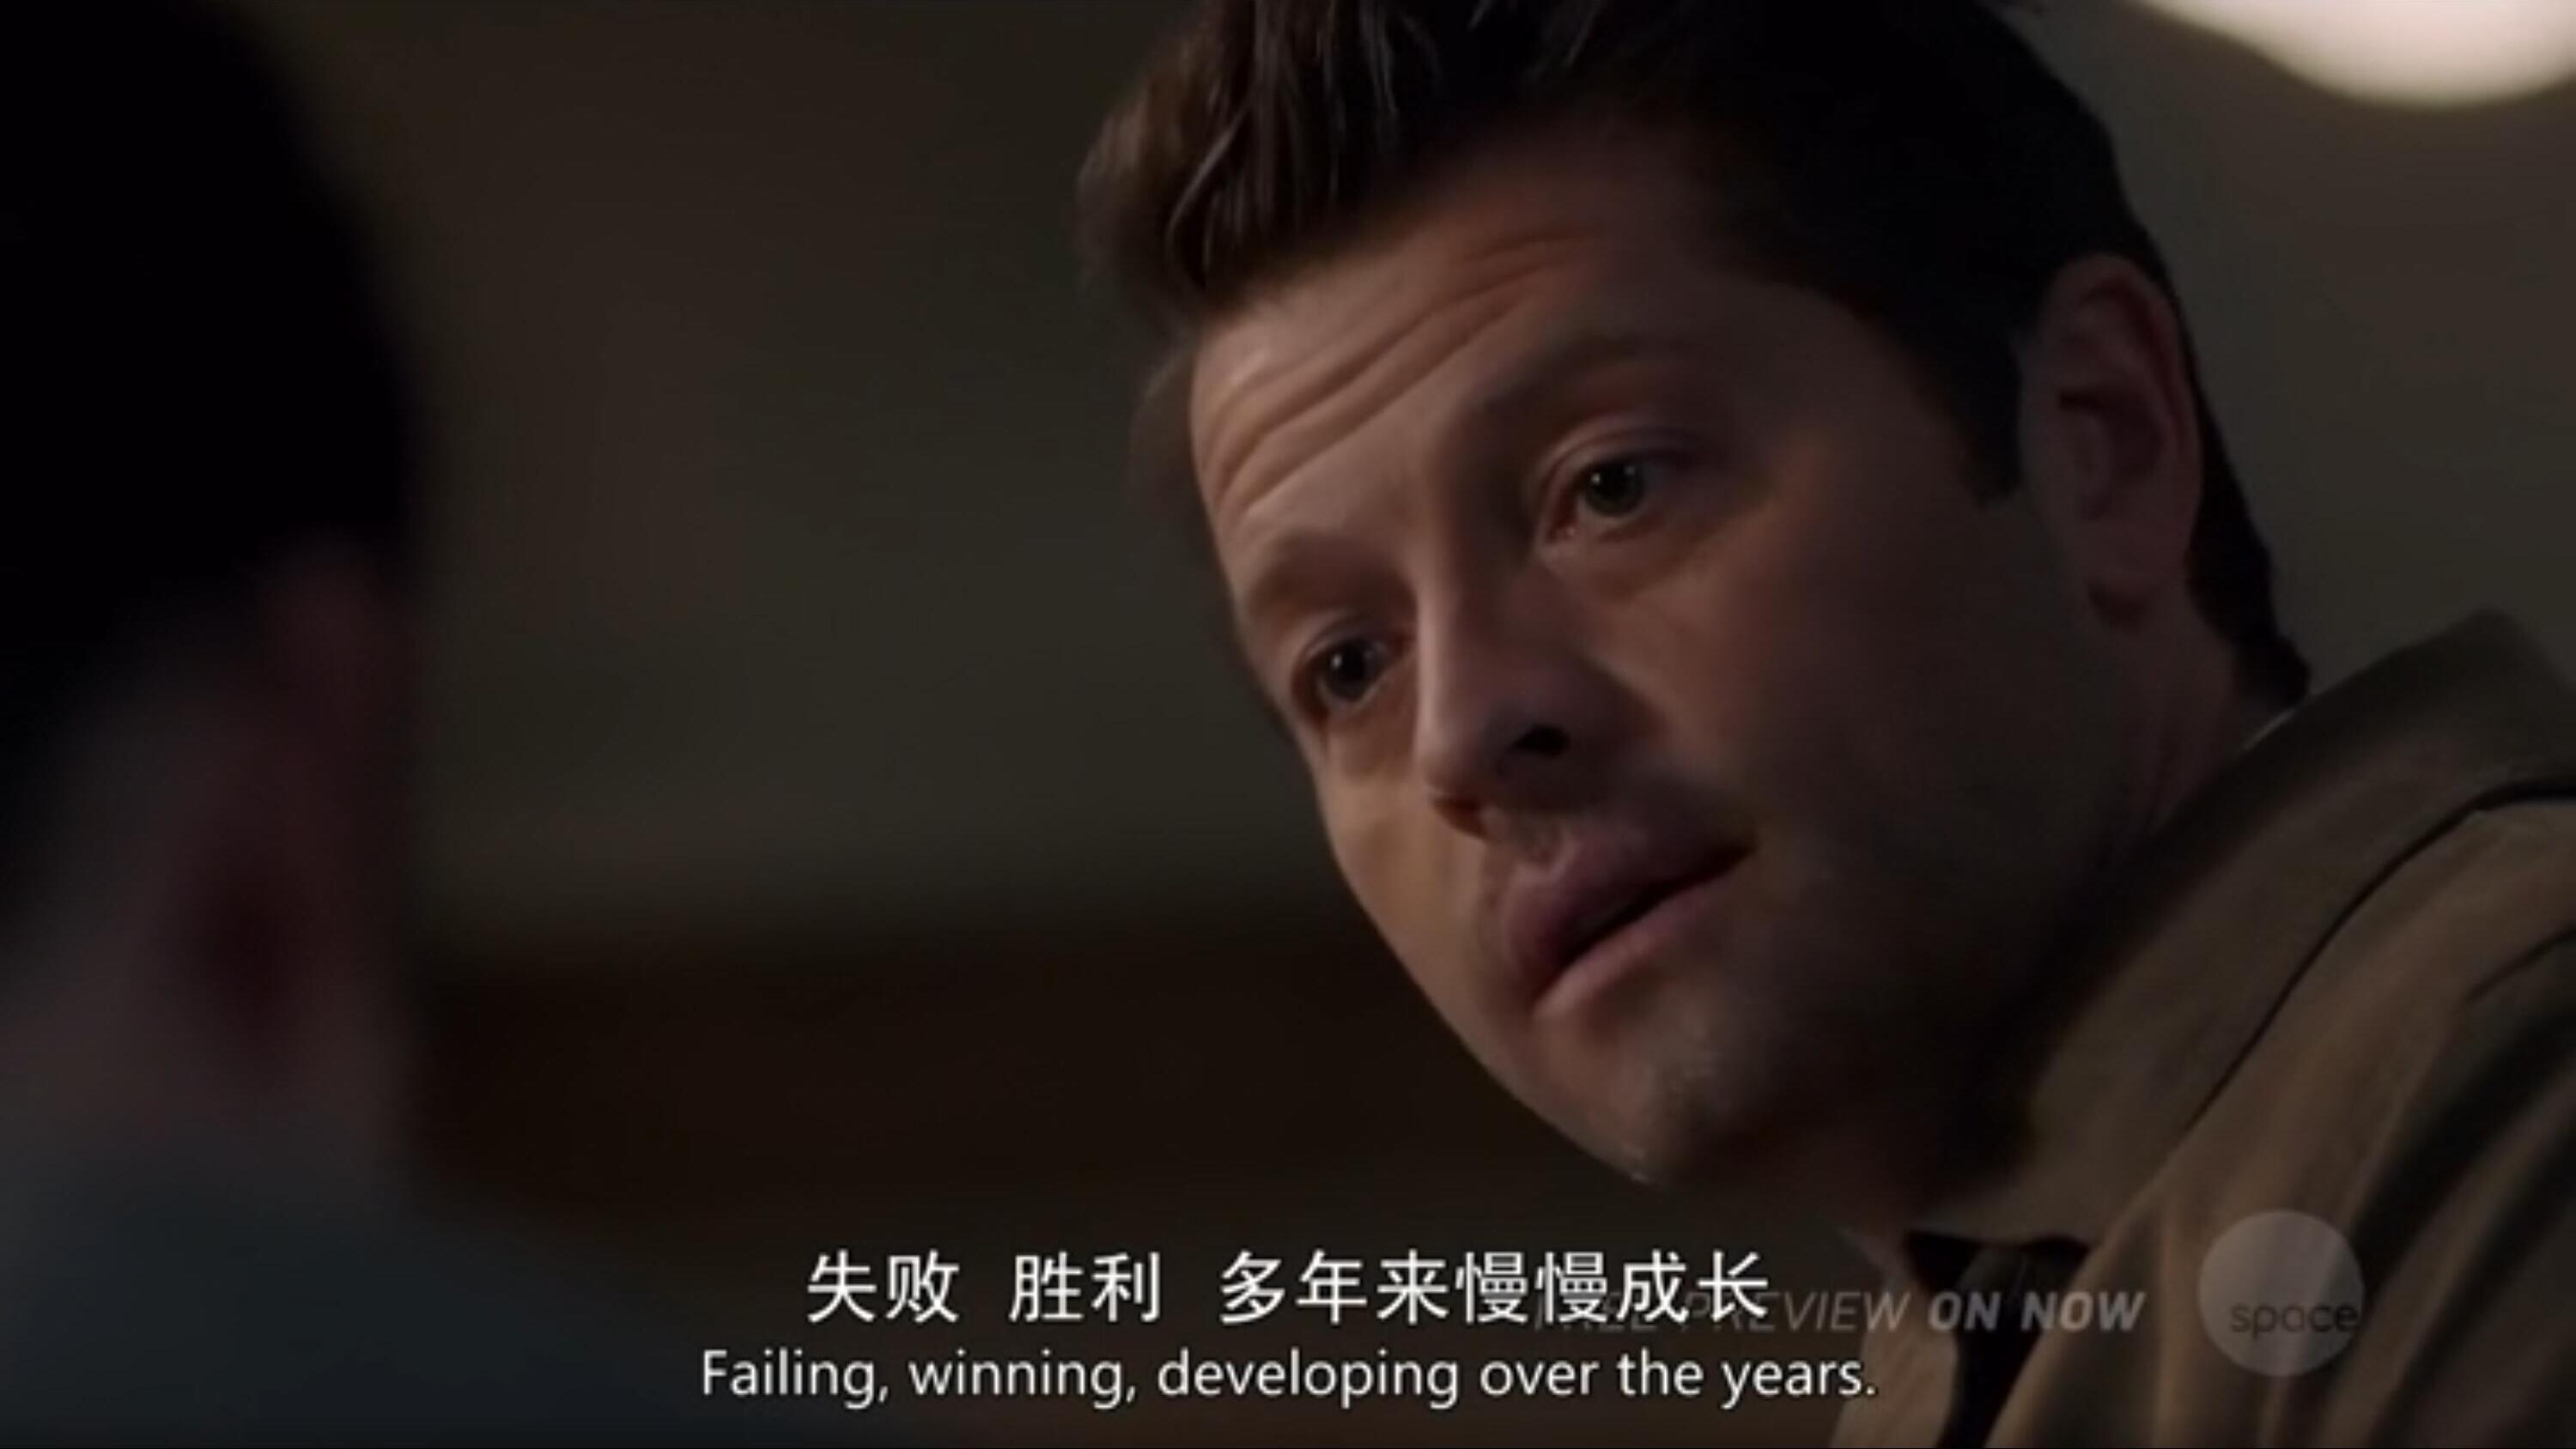 失败 胜利 多年来慢慢成长
FREE PREVIEW ON NOW
space
Failing, winning, developing over the years.